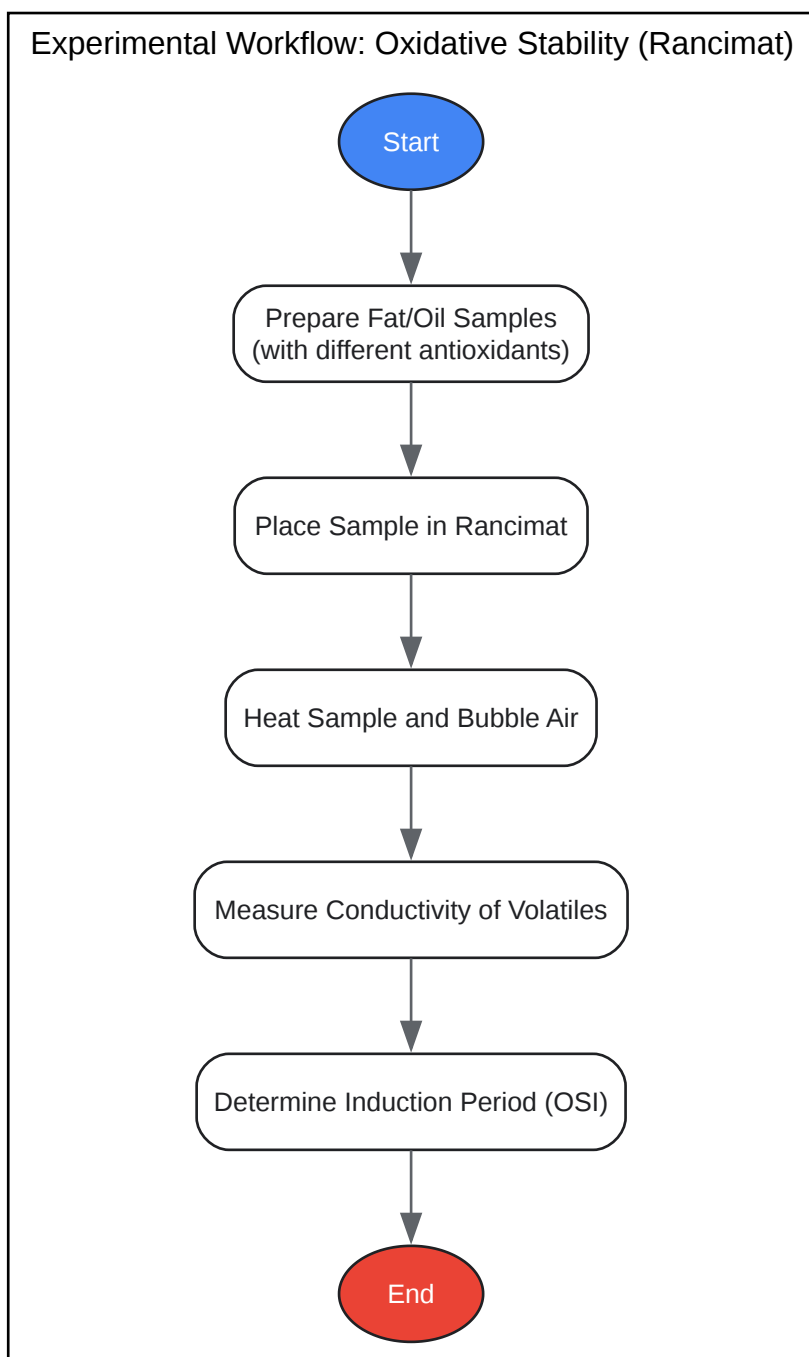 Experimental Workflow: Oxidative Stability (Rancimat)
Start
Prepare Fat/Oil Samples
(with different antioxidants)
Place Sample in Rancimat
Heat Sample and Bubble Air
Measure Conductivity of Volatiles
Determine Induction Period (OSI)
End